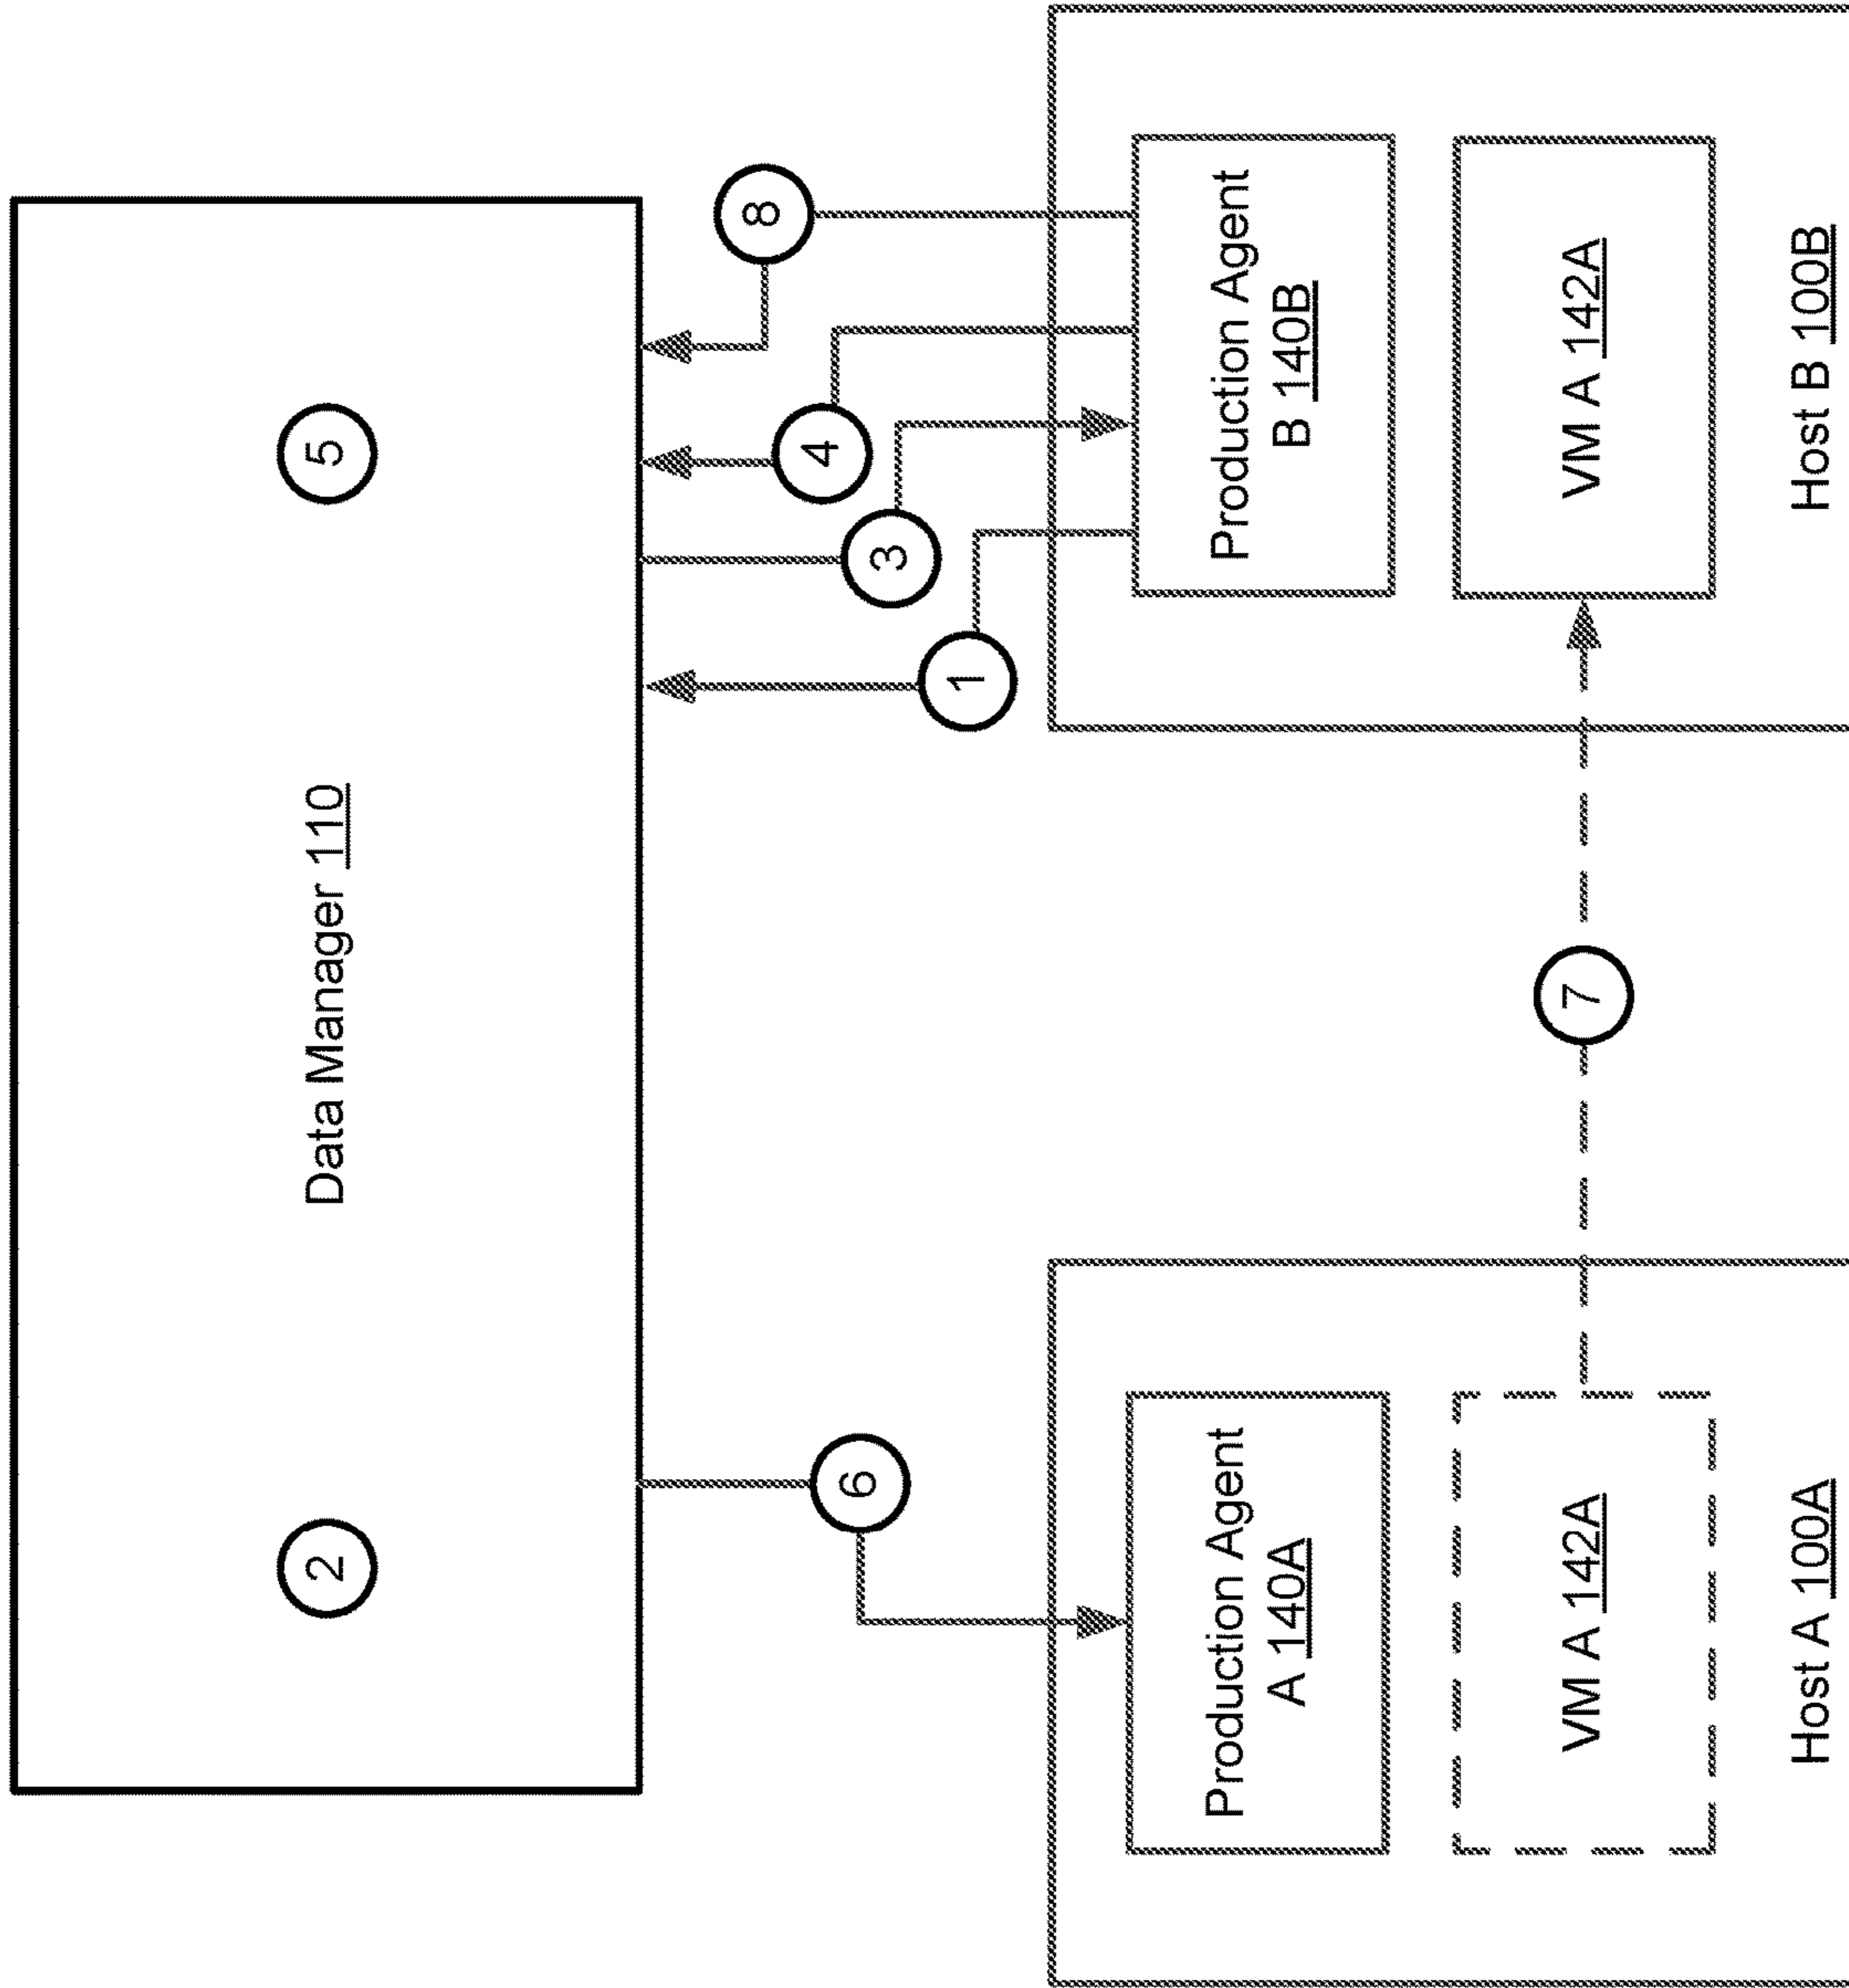 Data Manager 110
2
5
6
1
3
4
8
Production Agent
A 140A
VM A 142A
Host A 100A
7
Production Agent
B 140B
VM A 142A
Host B 100B